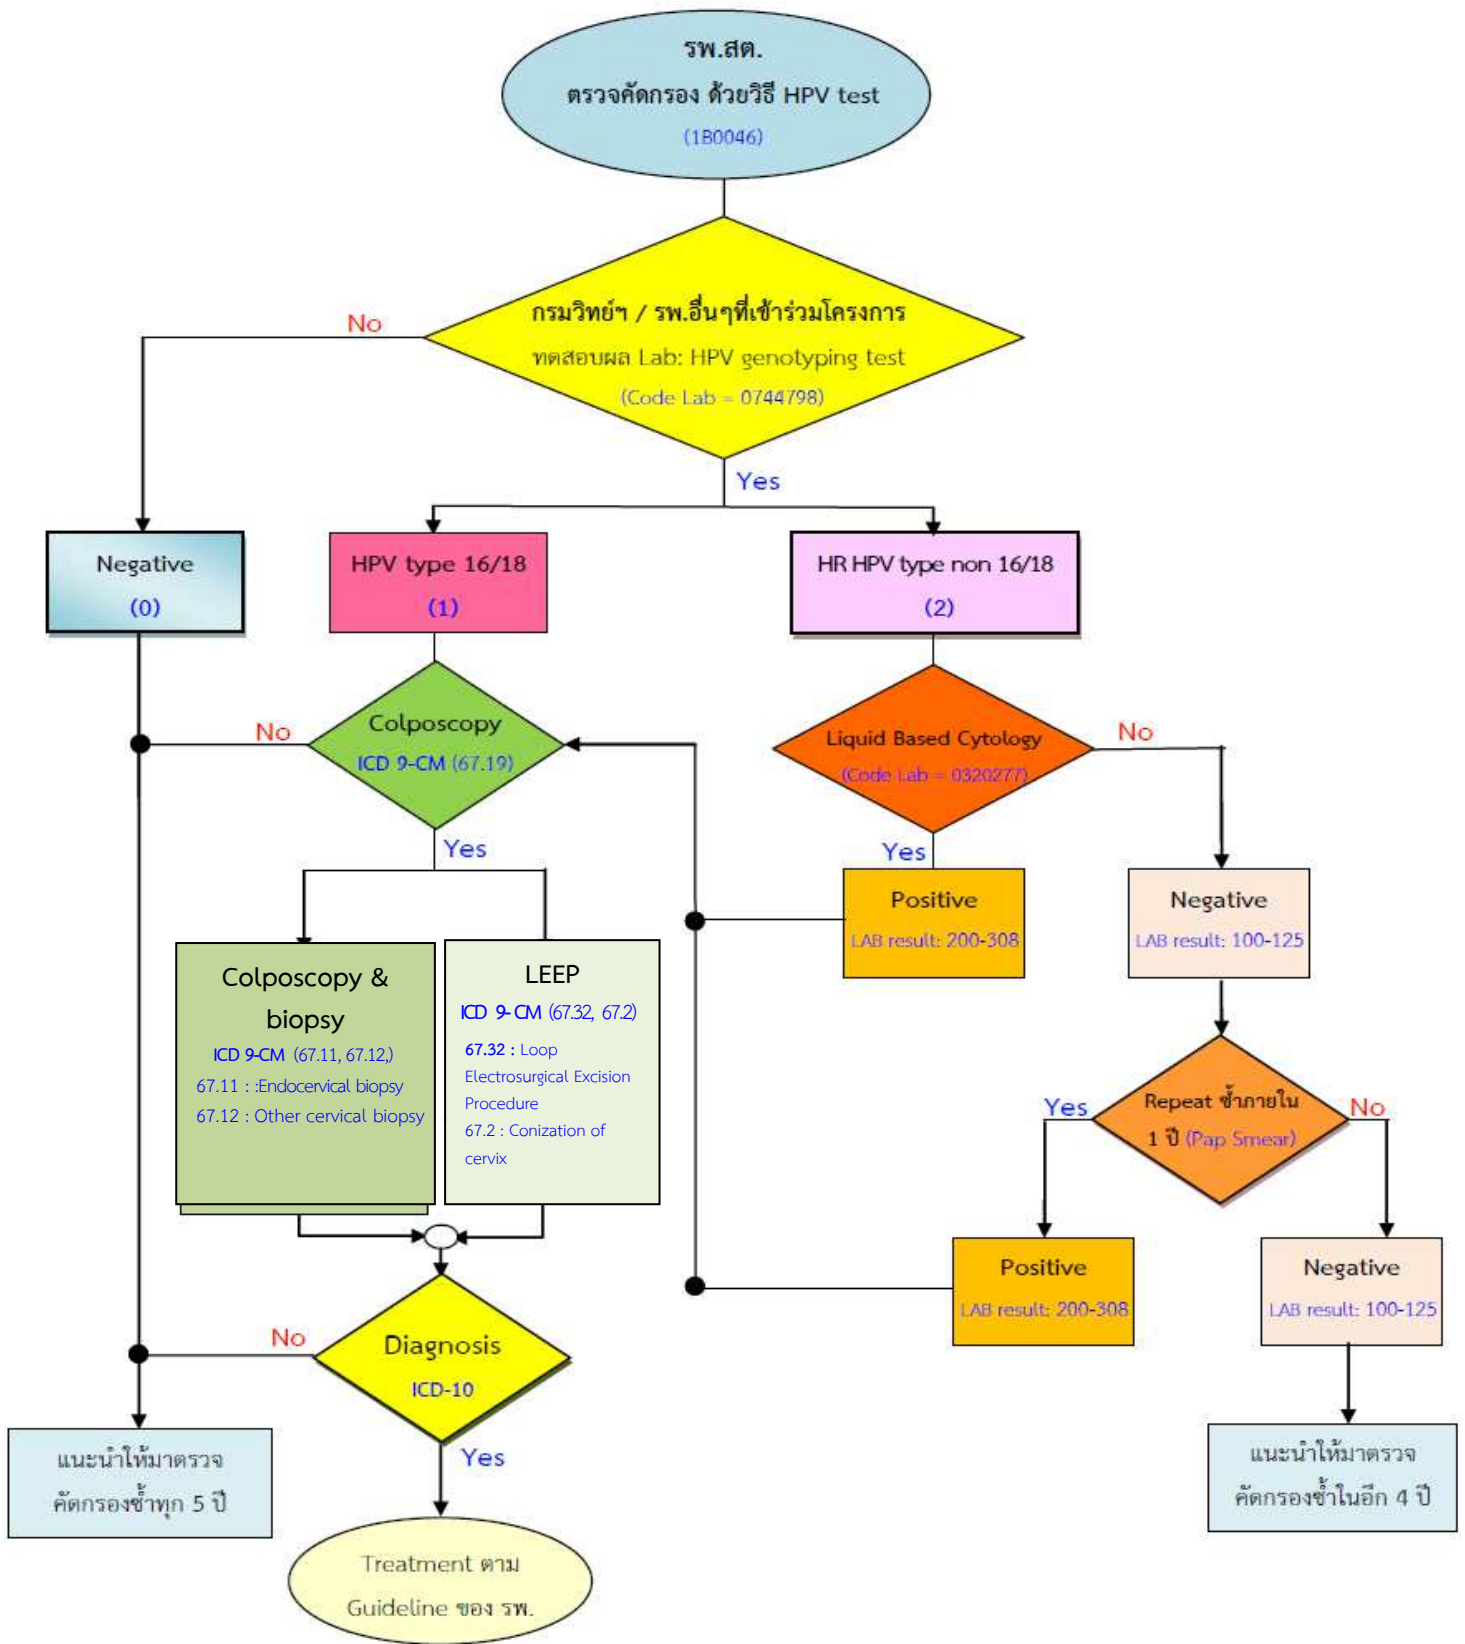 รพ.สต.
ตรวจคัดกรอง ด้วยวิธี HPV test
(1B0046)
กรมวิทย์ฯ / รพ.อื่นๆที่เข้าร่วมโครงการ
ทดสอบผล Lab: HPV genotyping test
(Code Lab = 0744798)
No
Yes
Negative
(0)
HPV type 16/18
(1)
HR HPV type non 16/18
(2)
Colposcopy
ICD 9-CM (67.19)
No
Yes
Liquid Based Cytology
(Code Lab = 0320277)
No
Yes
Positive
LAB result: 200-308
Negative
LAB result: 100-125
Colposcopy &
biopsy
ICD 9-CM (67.11, 67.12,)
67.11 : :Endocervical biopsy
67.12 : Other cervical biopsy
LEEP
ICD 9-CM (67.32, 67.2)
67.32 : Loop
Electrosurgical Excision
Procedure
67.2 : Conization of
cervix
Yes
Repeat ซ้ำภายใน
1 ปี (Pap Smear)
No
Positive
LAB result: 200-308
Negative
LAB result: 100-125
No
Diagnosis
ICD-10
Yes
แนะนำให้มาตรวจ
คัดกรองซ้ำทุก 5 ปี
แนะนำให้มาตรวจ
คัดกรองซ้ำในอีก 4 ปี
Treatment ตาม
Guideline ของ รพ.